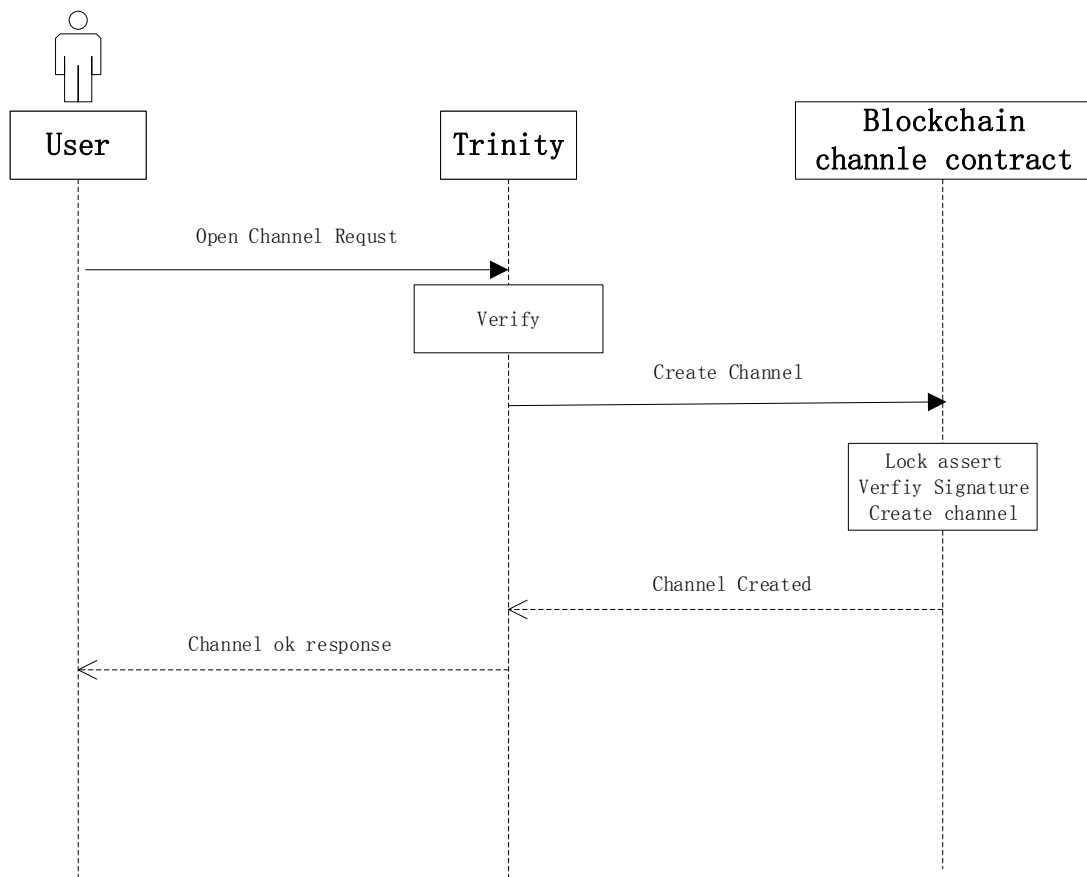 User
Trinity
Blockchain
channle contract
Open Channel Requst
Verify
Create Channel
Lock assert
Verfiy Signature
Create channel
Channel Created
Channel ok response